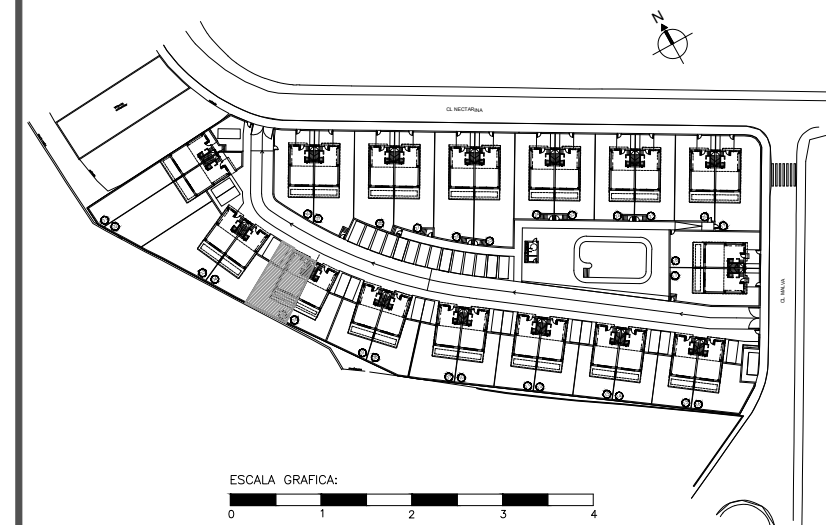 N
CL NECTARINA
CL MALVA
ESCALA GRAFICA:
0 1 2 3 4